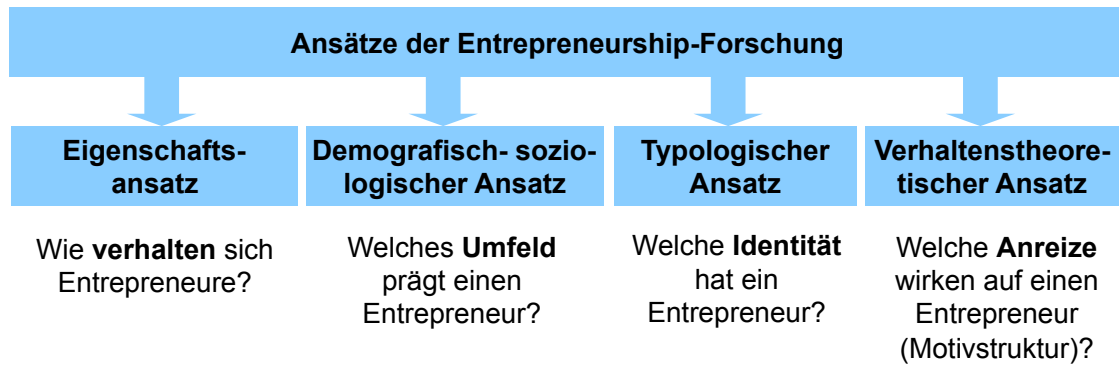 Ansätze der Entrepreneurship-Forschung
Eigenschafts-
ansatz
Wie verhalten sich
Entrepreneure?
Demografisch- sozio-
logischer Ansatz
Welches Umfeld
prägt einen
Entrepreneur?
Typologischer
Ansatz
Welche Identität
hat ein
Entrepreneur?
Verhaltenstheore-
tischer Ansatz
Welche Anreize
wirken auf einen
Entrepreneur
(Motivstruktur)?